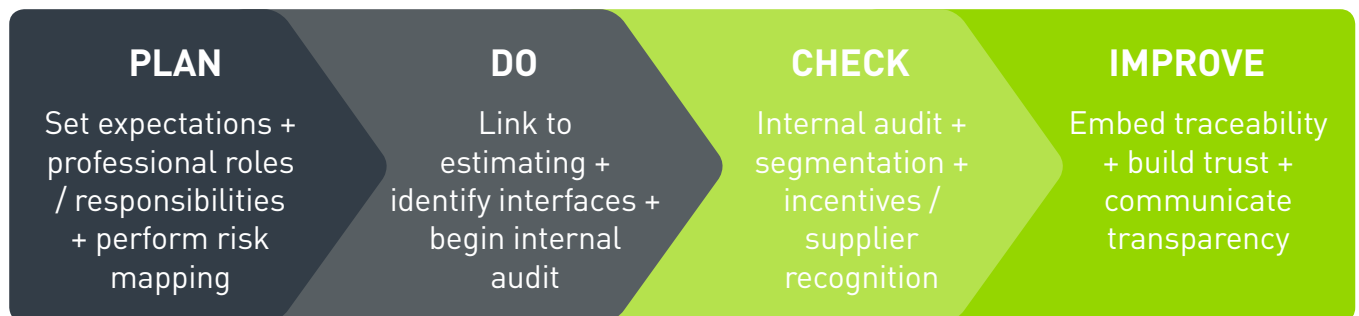 PLAN
Set expectations +
professional roles
/ responsibilities
+ perform risk
mapping
DO
Link to
estimating +
identify interfaces +
begin internal
audit
CHECK
Internal audit +
segmentation +
incentives /
supplier
recognition
IMPROVE
Embed traceability
+ build trust +
communicate
transparency